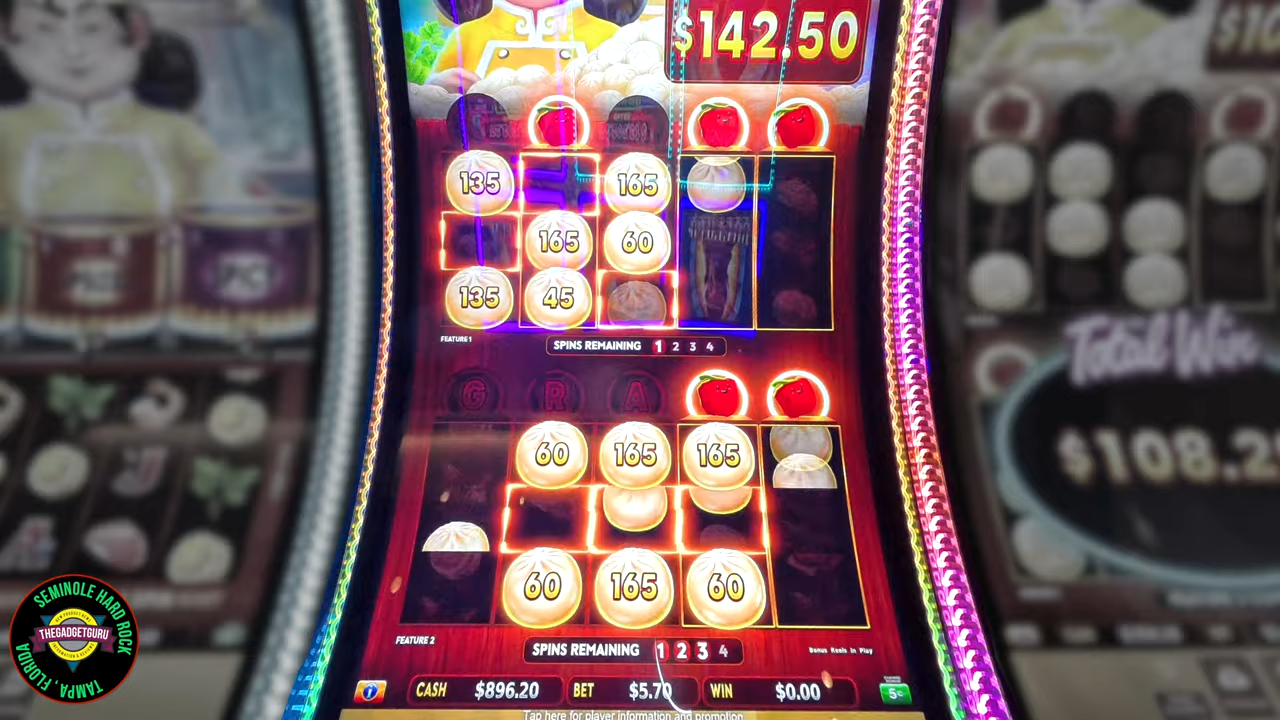 $142.50
135
165
165
60
135
45
FEATURE 1
SPINS REMAINING 1 2 3 4
G R A
60
165
165
60
165
60
FEATURE 2
SPINS REMAINING 1 2 3 4
Bonus Reels in Play
CASH $896.20 BET $5.70 WIN $0.00
5¢
Tap here for player information and promotion
Total Win
$108.2
SEMINOLE HARD ROCK
THEGADGETGURU
TAMPA, FLORIDA